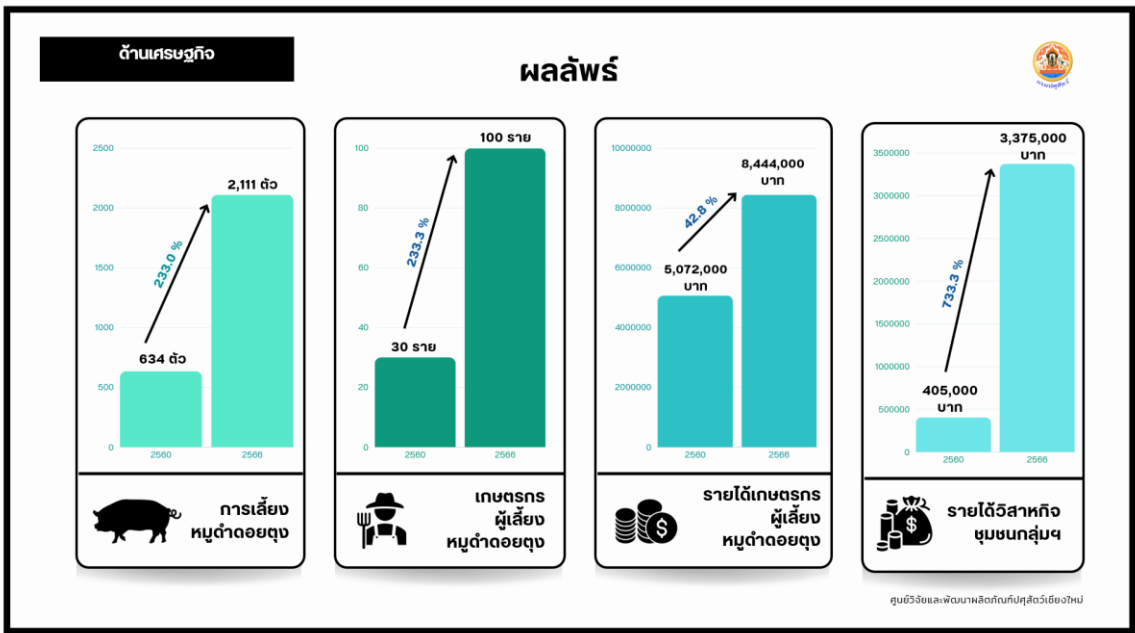 ด้านเศรษฐกิจ
ผลลัพธ์
กรมปศุสัตว์
2500
2000
1500
1000
500
0
634 ตัว
233.0 %
2,111 ตัว
2560
2566
การเลี้ยง
หมูดำดอยตุง
100
80
60
40
20
0
30 ราย
233.3 %
100 ราย
2560
2566
เกษตรกร
ผู้เลี้ยง
หมูดำดอยตุง
10000000
8000000
6000000
4000000
2000000
0
5,072,000
บาท
42.8 %
8,444,000
บาท
2560
2566
$
รายได้เกษตรกร
ผู้เลี้ยง
หมูดำดอยตุง
3500000
3000000
2500000
2000000
1500000
1000000
500000
0
405,000
บาท
733.3 %
3,375,000
บาท
2560
2566
$
รายได้วิสาหกิจ
ชุมชนกลุ่มฯ
ศูนย์วิจัยและพัฒนาผลิตภัณฑ์ปศุสัตว์เชียงใหม่